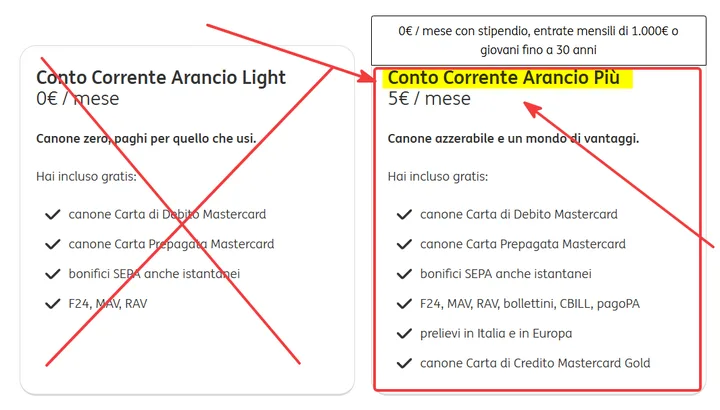 Conto Corrente Arancio Light
0€ / mese
Canone zero, paghi per quello che usi.
Hai incluso gratis:
canone Carta di Debito Mastercard
canone Carta Prepagata Mastercard
bonifici SEPA anche istantanei
F24, MAV, RAV
0€ / mese con stipendio, entrate mensili di 1.000€ o
giovani fino a 30 anni
Conto Corrente Arancio Più
5€ / mese
Canone azzerabile e un mondo di vantaggi.
Hai incluso gratis:
canone Carta di Debito Mastercard
canone Carta Prepagata Mastercard
bonifici SEPA anche istantanei
F24, MAV, RAV, bollettini, CBILL, pagoPA
prelievi in Italia e in Europa
canone Carta di Credito Mastercard Gold